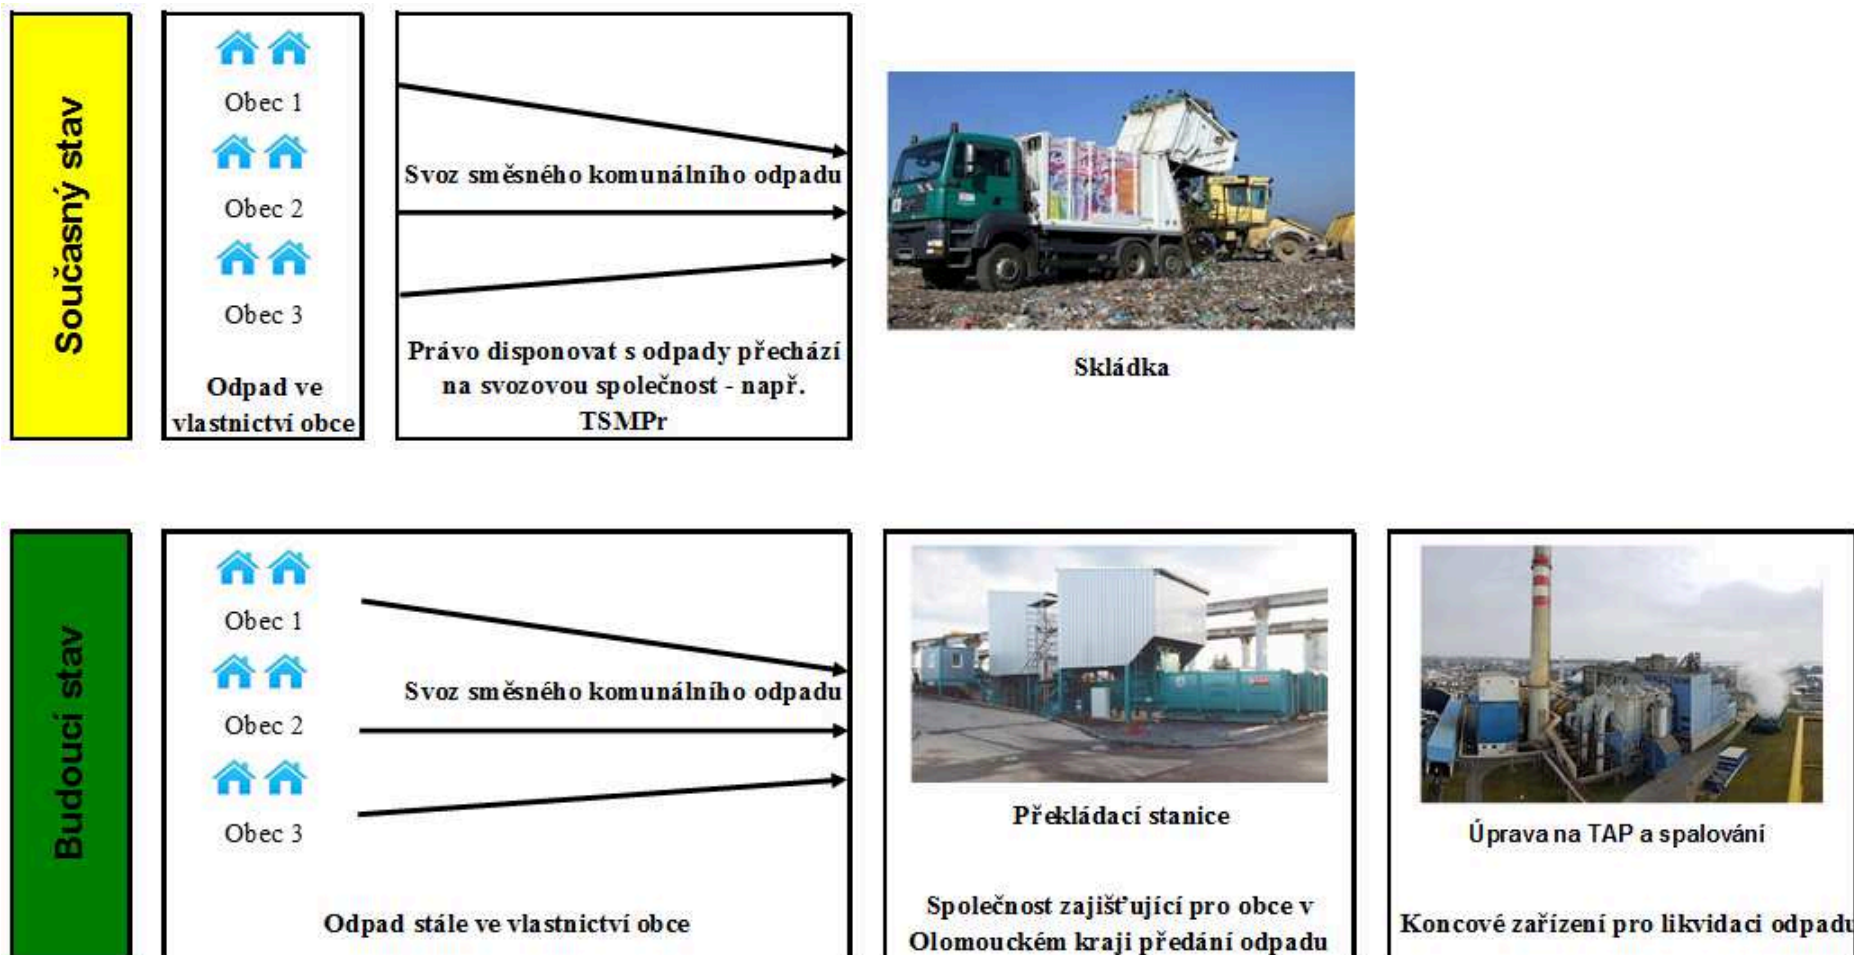 Současný stav
Obec 1
Obec 2
Obec 3
Odpad ve
vlastnictví obce
Svoz směsného komunálního odpadu
Právo disponovat s odpady přechází
na svozovou společnost - např.
TSMPr
Skládka
Budoucí stav
Obec 1
Obec 2
Obec 3
Svoz směsného komunálního odpadu
Odpad stále ve vlastnictví obce
Překládací stanice
Společnost zajišťující pro obce v
Olomouckém kraji předání odpadu
Úprava na TAP a spalování
Koncové zařízení pro likvidaci odpadu